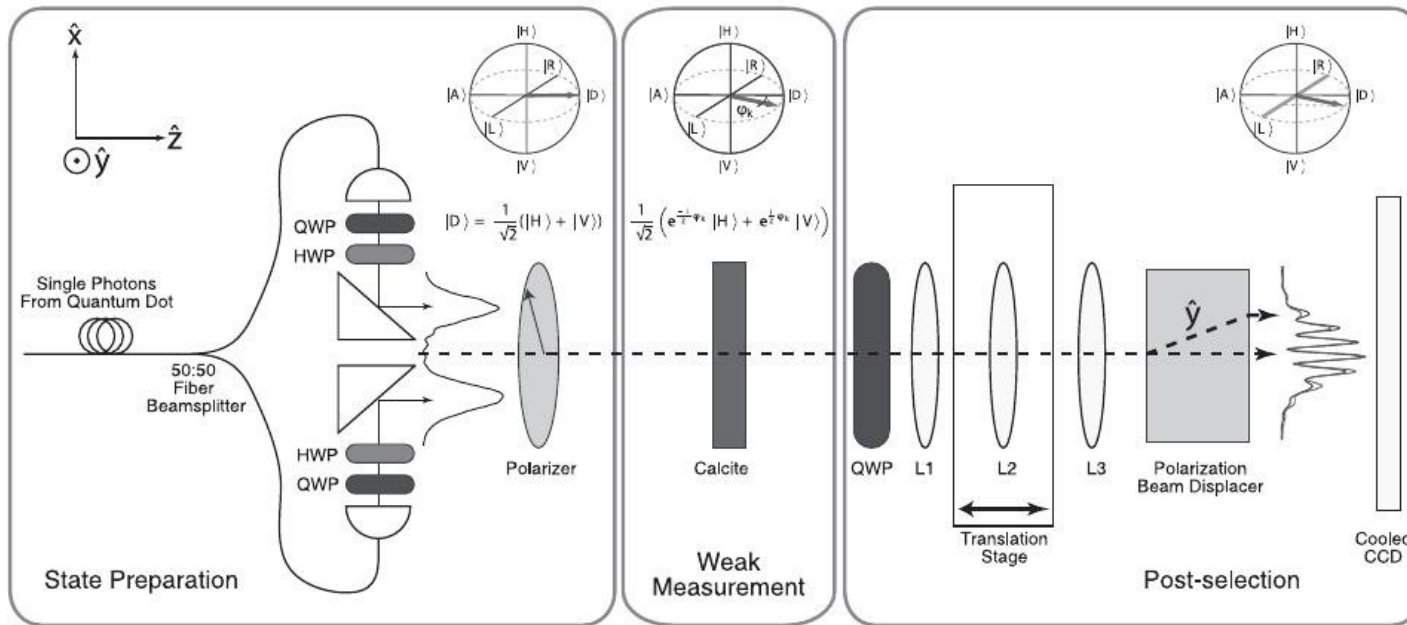 x̂
ẑ
ŷ
|H⟩
|R⟩
|A⟩
|D⟩
|L⟩
|V⟩
|D⟩ = 1/√2 (|H⟩ + |V⟩)
QWP
HWP
Single Photons
From Quantum Dot
50:50
Fiber
Beamsplitter
HWP
QWP
Polarizer
State Preparation
|H⟩
|R⟩
|A⟩
|D⟩
φₖ
|L⟩
|V⟩
1/√2 (e^{-i/2 φₖ} |H⟩ + e^{i/2 φₖ} |V⟩)
Calcite
Weak
Measurement
|H⟩
|R⟩
|A⟩
|D⟩
|L⟩
|V⟩
ŷ
QWP
L1
L2
L3
Polarization
Beam Displacer
Translation
Stage
Cooled
CCD
Post-selection